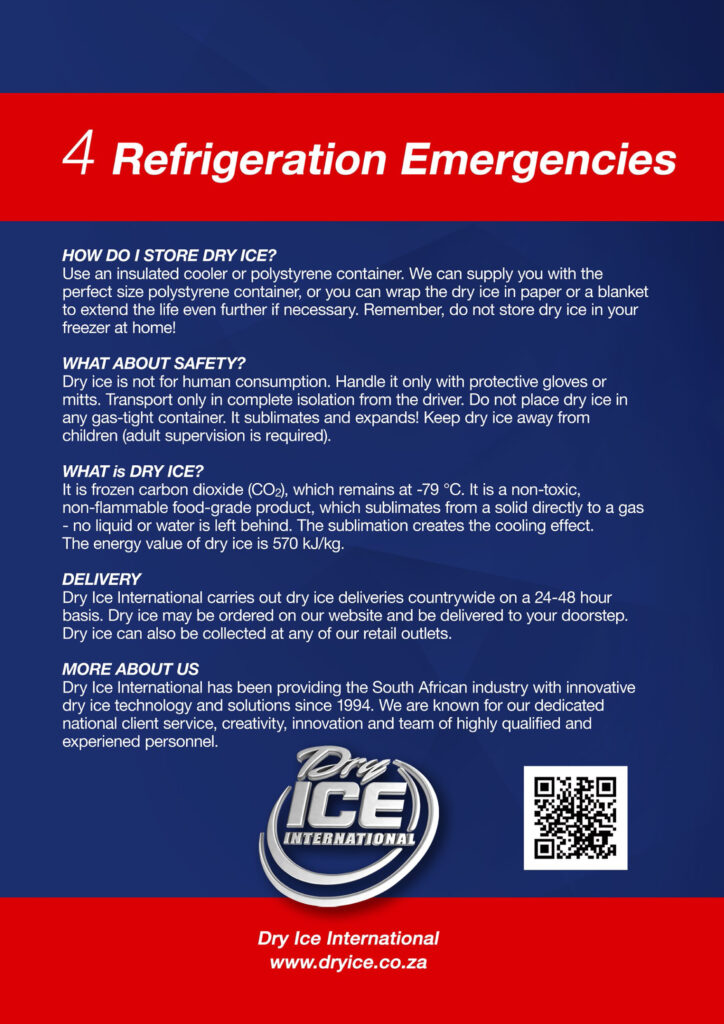 4 Refrigeration Emergencies
HOW DO I STORE DRY ICE?
Use an insulated cooler or polystyrene container. We can supply you with the
perfect size polystyrene container, or you can wrap the dry ice in paper or a blanket
to extend the life even further if necessary. Remember, do not store dry ice in your
freezer at home!
WHAT ABOUT SAFETY?
Dry ice is not for human consumption. Handle it only with protective gloves or
mitts. Transport only in complete isolation from the driver. Do not place dry ice in
any gas-tight container. It sublimates and expands! Keep dry ice away from
children (adult supervision is required).
WHAT is DRY ICE?
It is frozen carbon dioxide (CO₂), which remains at -79 °C. It is a non-toxic,
non-flammable food-grade product, which sublimates from a solid directly to a gas
- no liquid or water is left behind. The sublimation creates the cooling effect.
The energy value of dry ice is 570 kJ/kg.
DELIVERY
Dry Ice International carries out dry ice deliveries countrywide on a 24-48 hour
basis. Dry ice may be ordered on our website and be delivered to your doorstep.
Dry ice can also be collected at any of our retail outlets.
MORE ABOUT US
Dry Ice International has been providing the South African industry with innovative
dry ice technology and solutions since 1994. We are known for our dedicated
national client service, creativity, innovation and team of highly qualified and
experiened personnel.
Dry
ICE
INTERNATIONAL
Dry Ice International
www.dryice.co.za